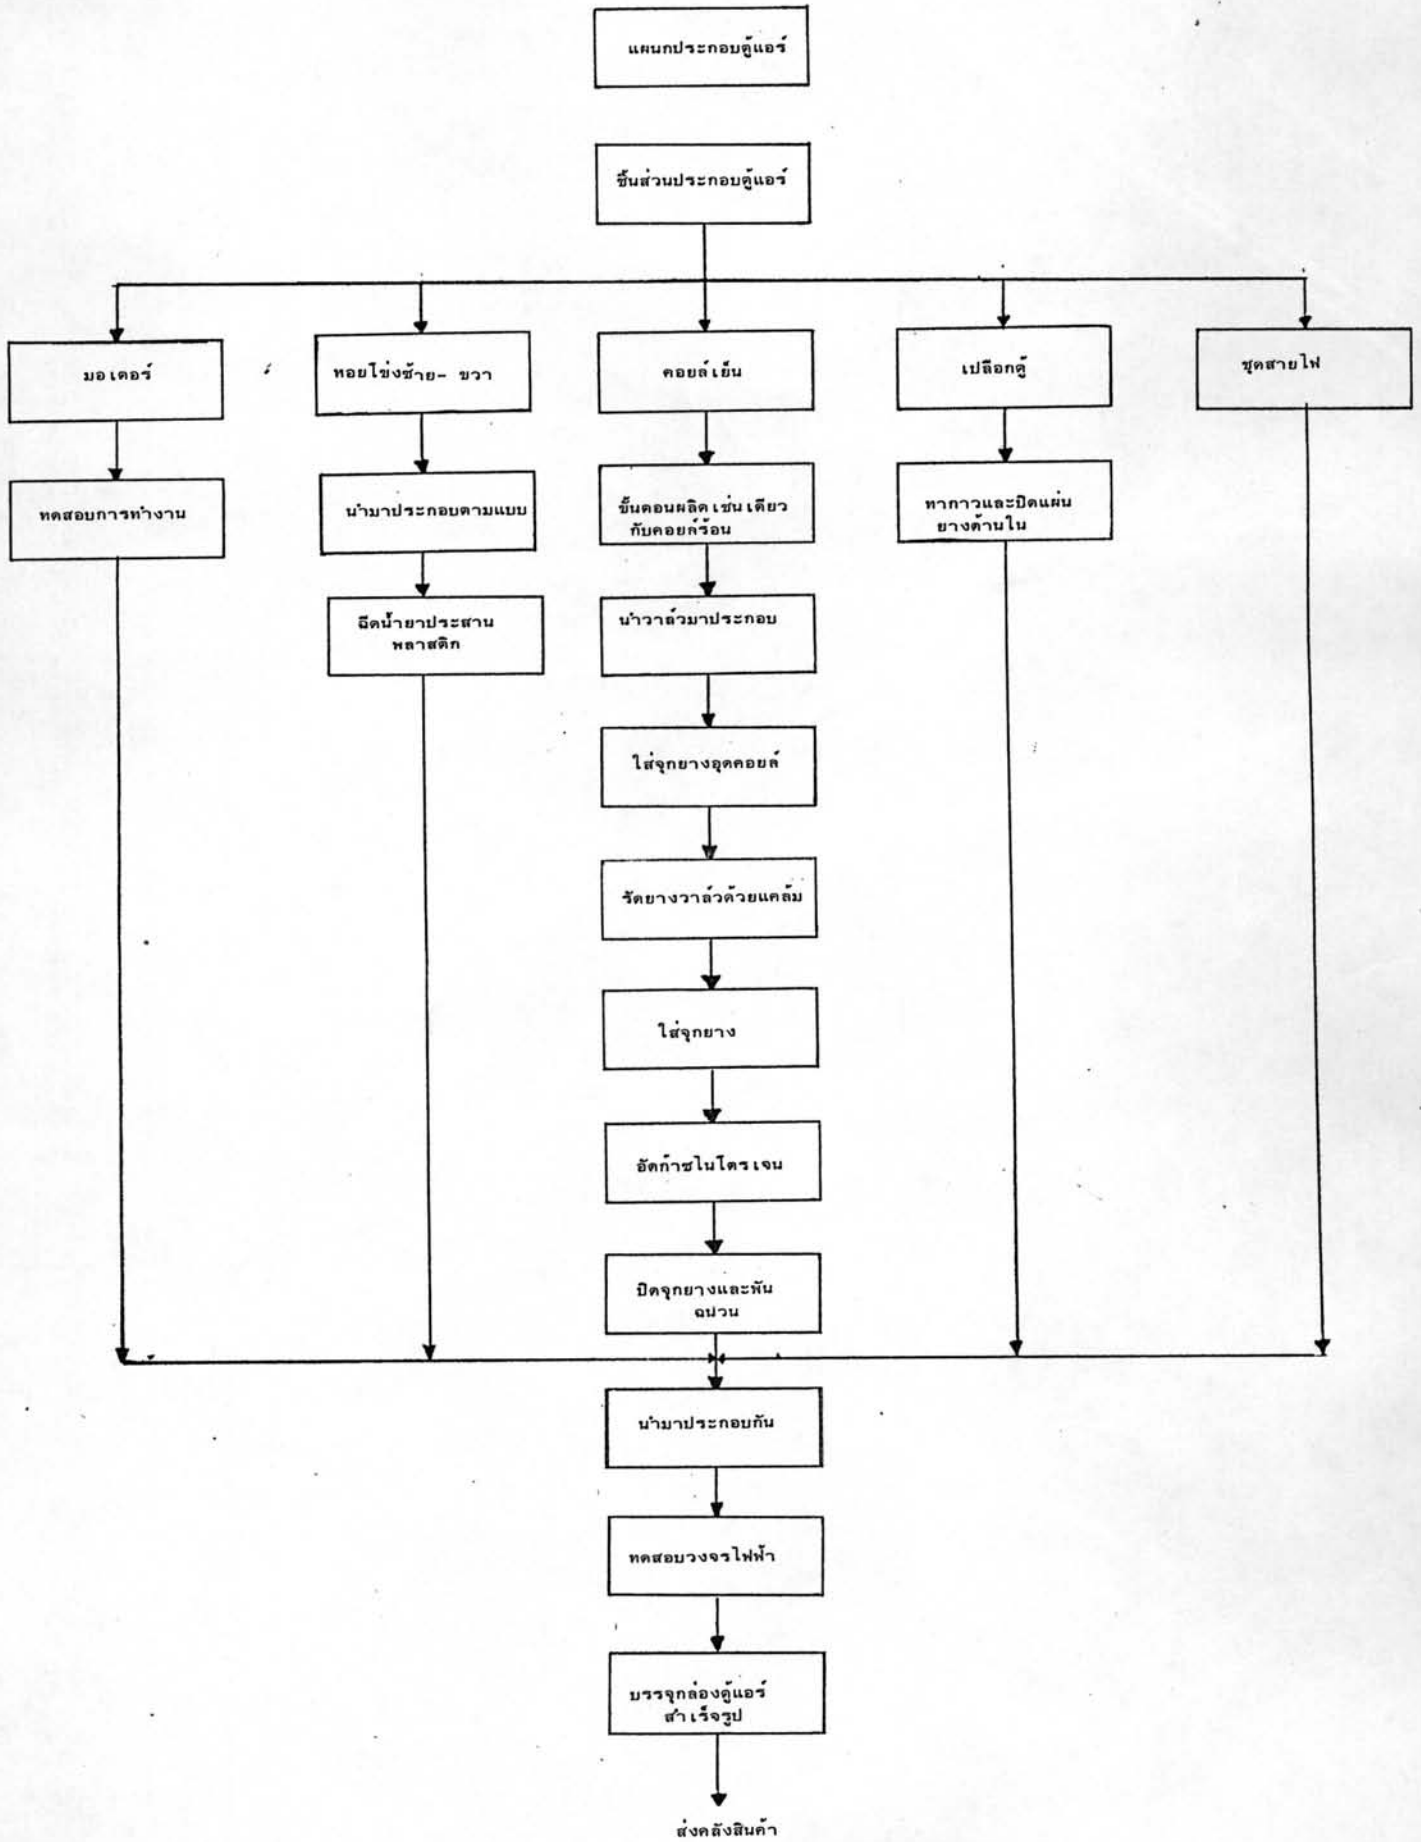 แผนกประกอบตู้แอร์
ชิ้นส่วนประกอบตู้แอร์
มอเตอร์
หอยโข่งซ้าย- ขวา
คอยล์เย็น
เปลือกตู้
ชุดสายไฟ
ทดสอบการทำงาน
นำมาประกอบตามแบบ
ขั้นตอนผลิตเช่นเดียว
กับคอยล์ร้อน
ทากาวและปิดแผ่น
ยางด้านใน
ฉีดน้ำยาประสาน
พลาสติก
นำวาล์วมาประกอบ
ใส่จุกยางอุดคอยล์
รัดยางวาล์วด้วยแคล้ม
ใส่จุกยาง
อัดก๊าซไนโตรเจน
ปิดจุกยางและพัน
ฉนวน
นำมาประกอบกัน
ทดสอบวงจรไฟฟ้า
บรรจุกล่องตู้แอร์
สำเร็จรูป
ส่งคลังสินค้า